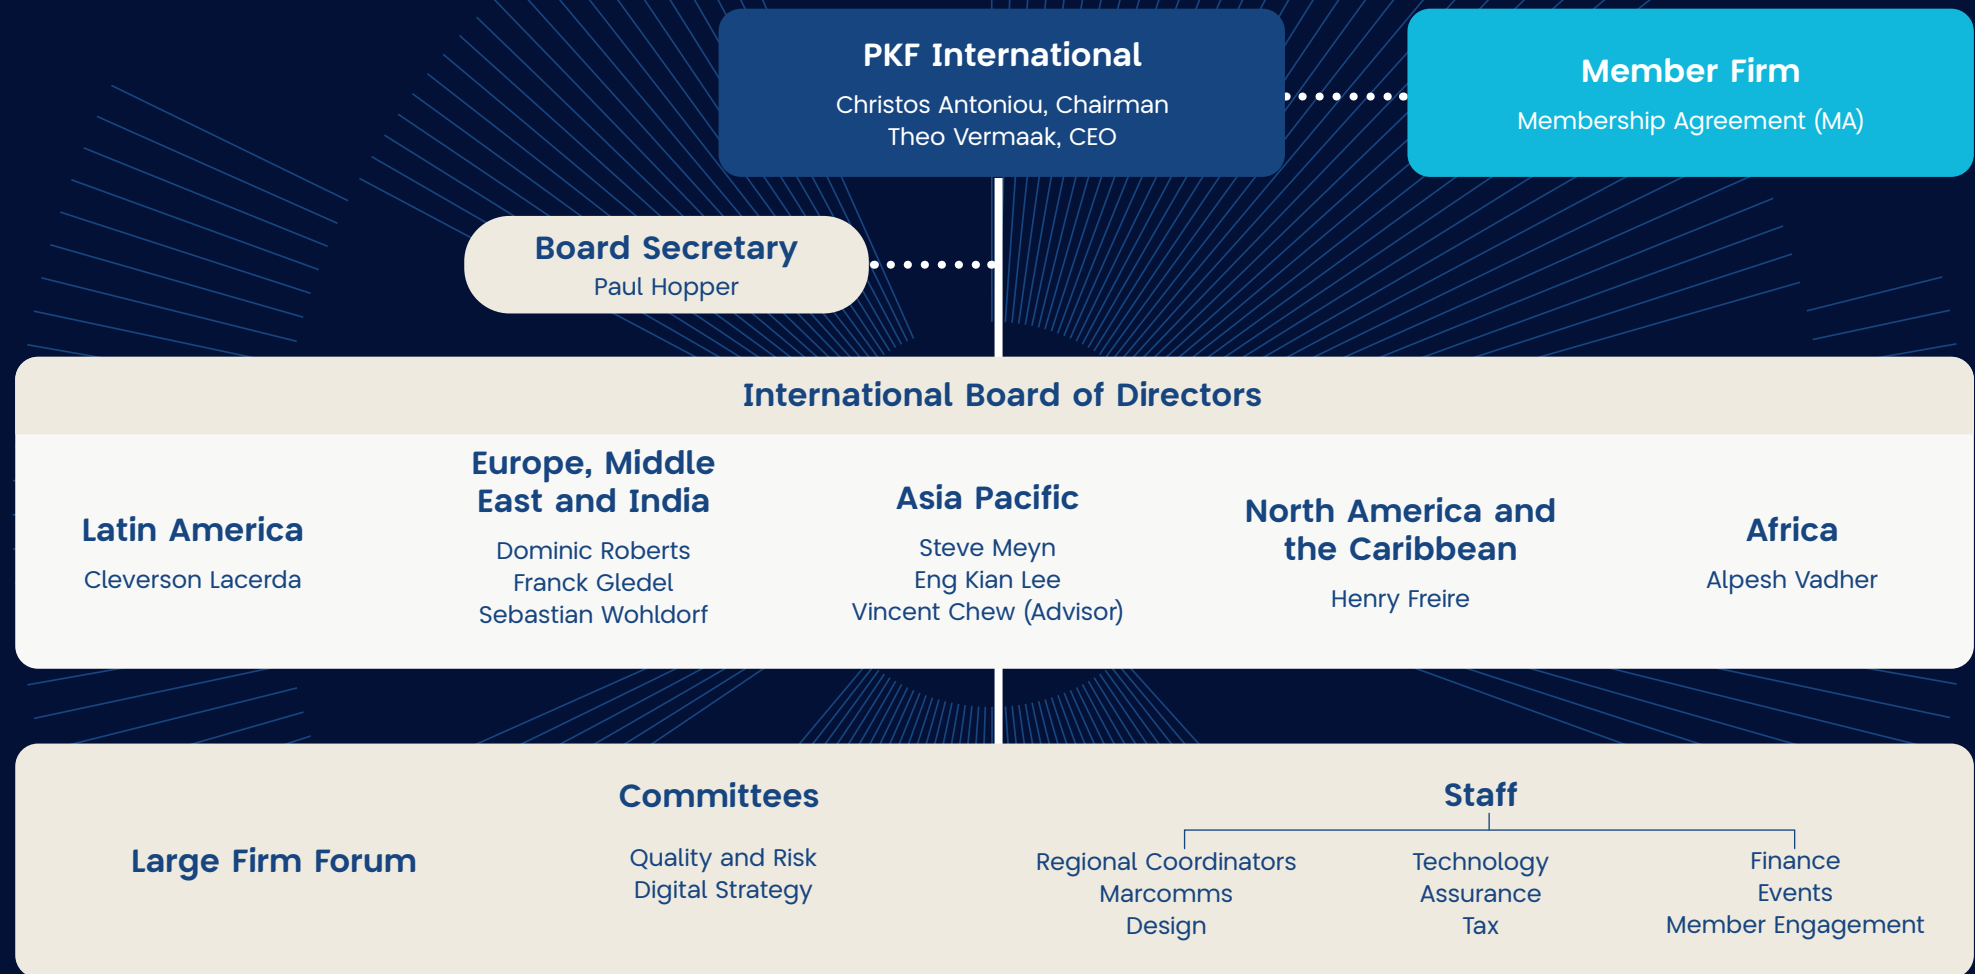 PKF International
Christos Antoniou, Chairman
Theo Vermaak, CEO
Member Firm
Membership Agreement (MA)
Board Secretary
Paul Hopper
International Board of Directors
Latin America
Cleverson Lacerda
Europe, Middle
East and India
Dominic Roberts
Franck Gledel
Sebastian Wohldorf
Asia Pacific
Steve Meyn
Eng Kian Lee
Vincent Chew (Advisor)
North America and
the Caribbean
Henry Freire
Africa
Alpesh Vadher
Large Firm Forum
Committees
Quality and Risk
Digital Strategy
Staff
Regional Coordinators
Marcomms
Design
Technology
Assurance
Tax
Finance
Events
Member Engagement